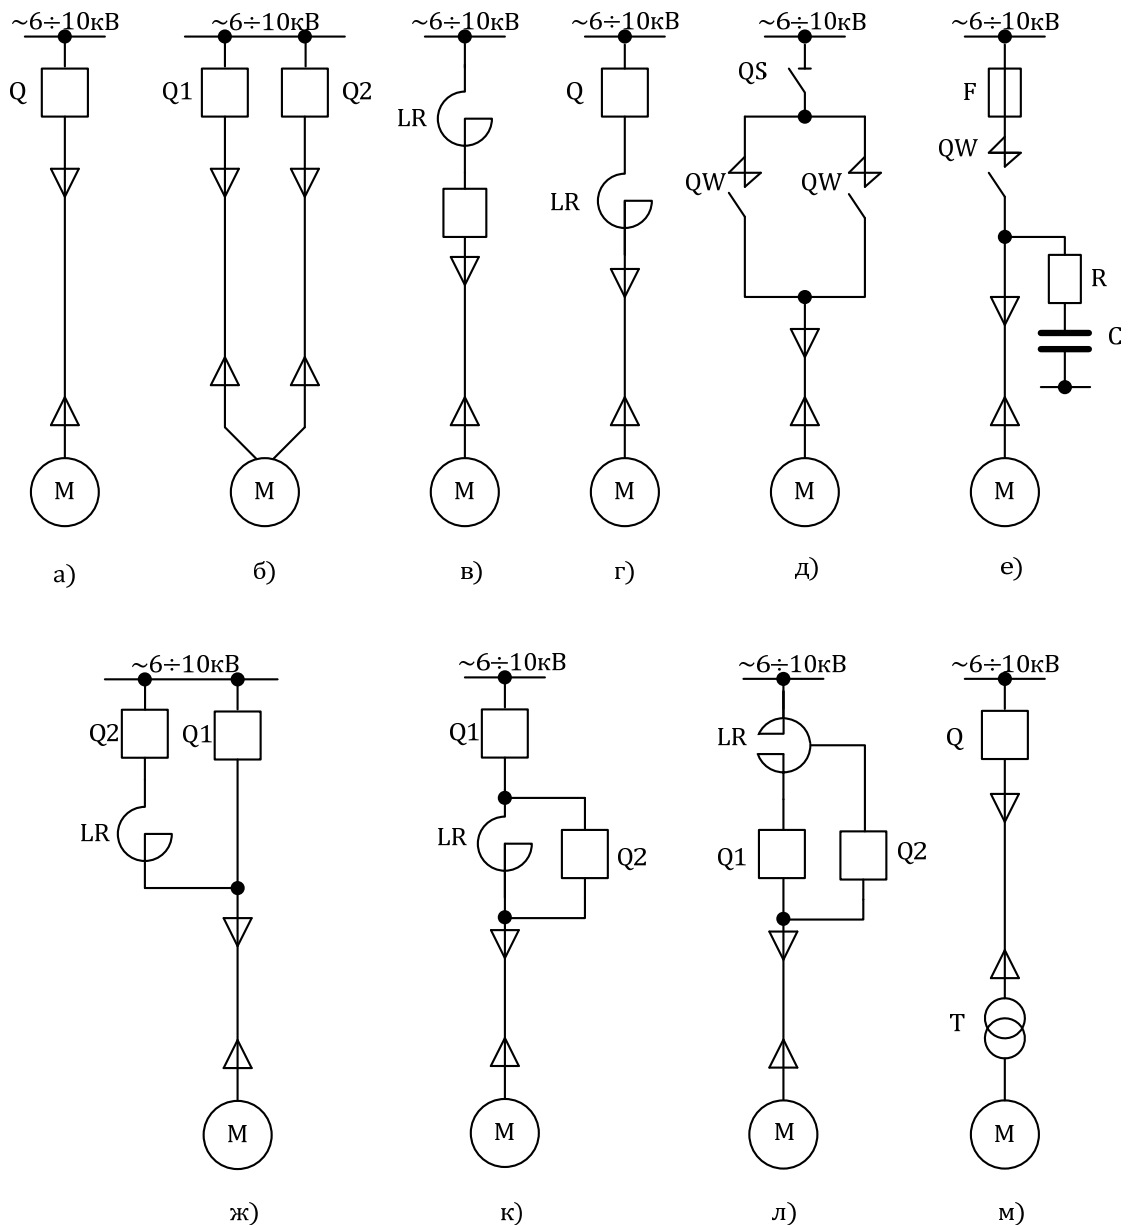 ~6÷10кВ ~6÷10кВ ~6÷10кВ ~6÷10кВ ~6÷10кВ ~6÷10кВ
Q Q1 Q2 LR Q QS F
LR QW QW QW
R
C
М М М М М М
а) б) в) г) д) е)
~6÷10кВ ~6÷10кВ ~6÷10кВ ~6÷10кВ
Q2 Q1 Q1 LR Q
LR LR Q2 Q1 Q2
T
М М М М
ж) к) л) м)